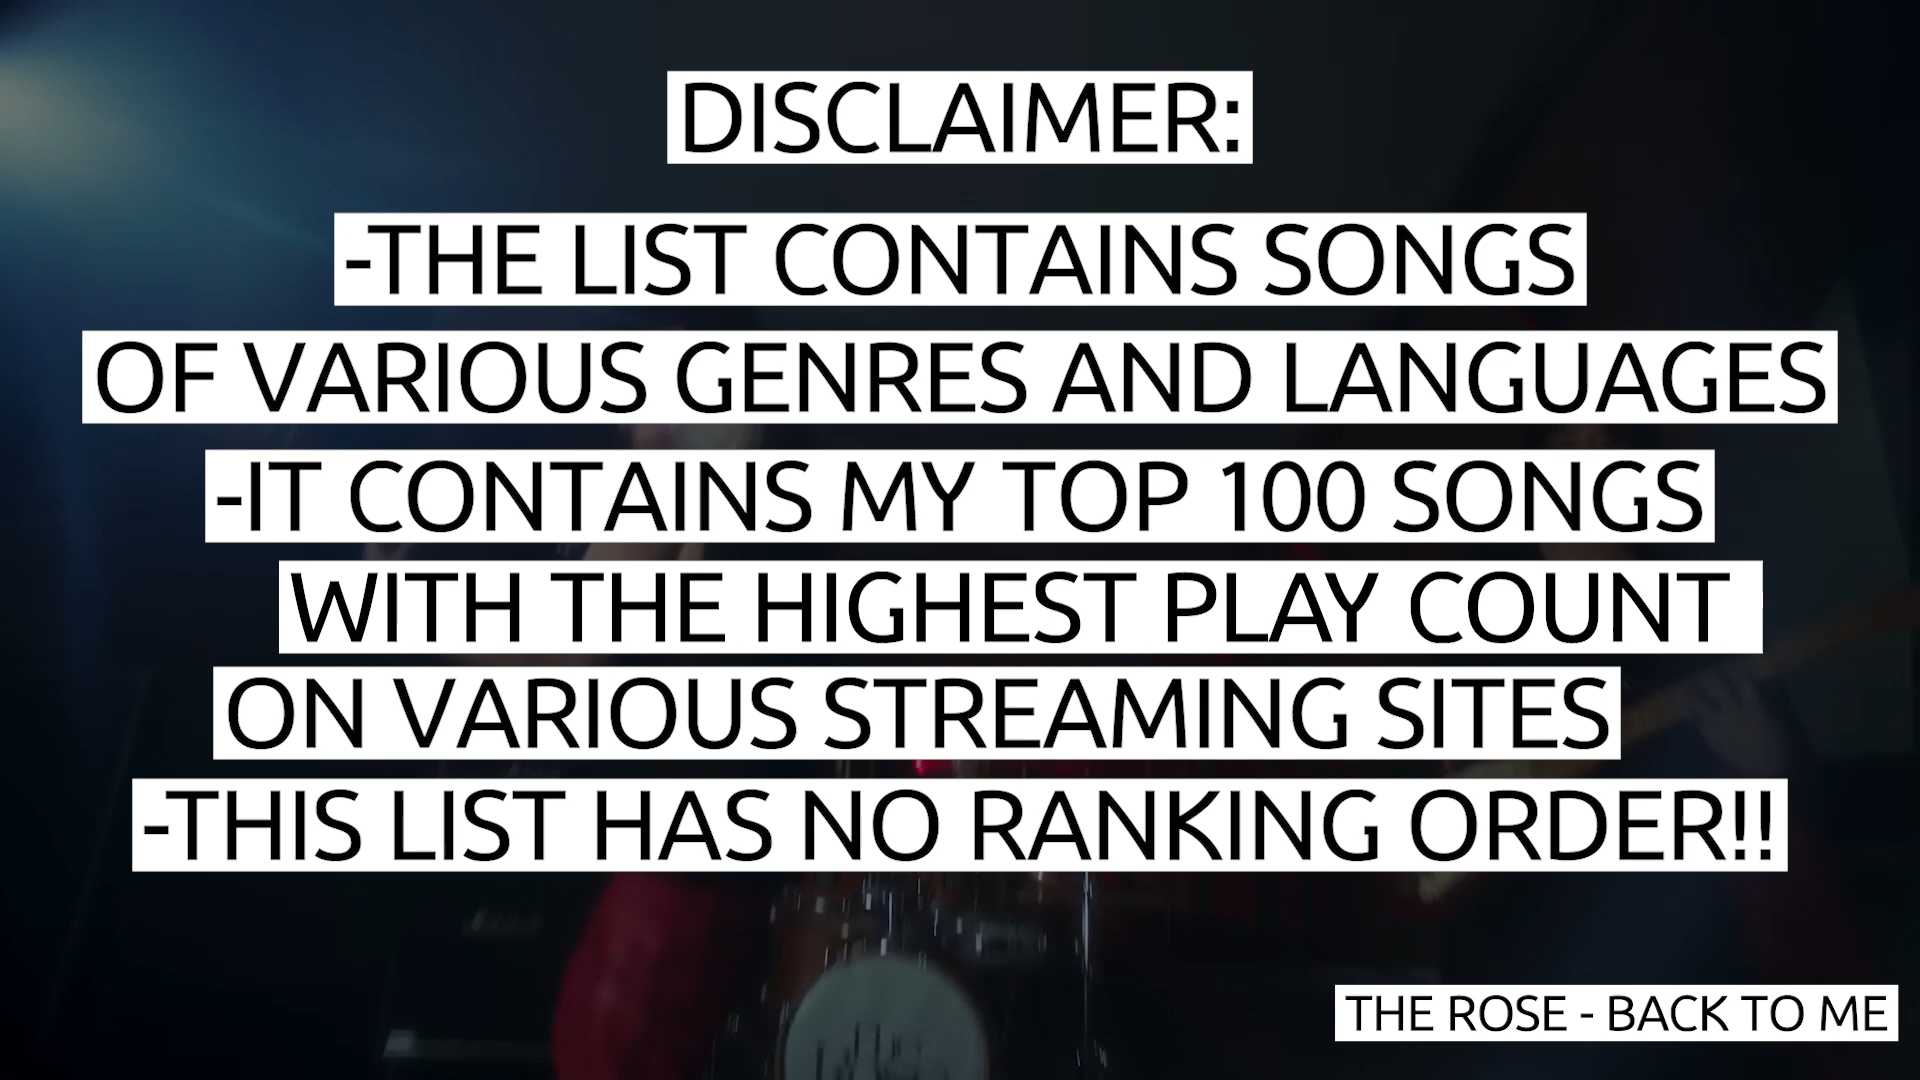 DISCLAIMER:
-THE LIST CONTAINS SONGS
OF VARIOUS GENRES AND LANGUAGES
-IT CONTAINS MY TOP 100 SONGS
WITH THE HIGHEST PLAY COUNT
ON VARIOUS STREAMING SITES
-THIS LIST HAS NO RANKING ORDER!!
THE ROSE - BACK TO ME